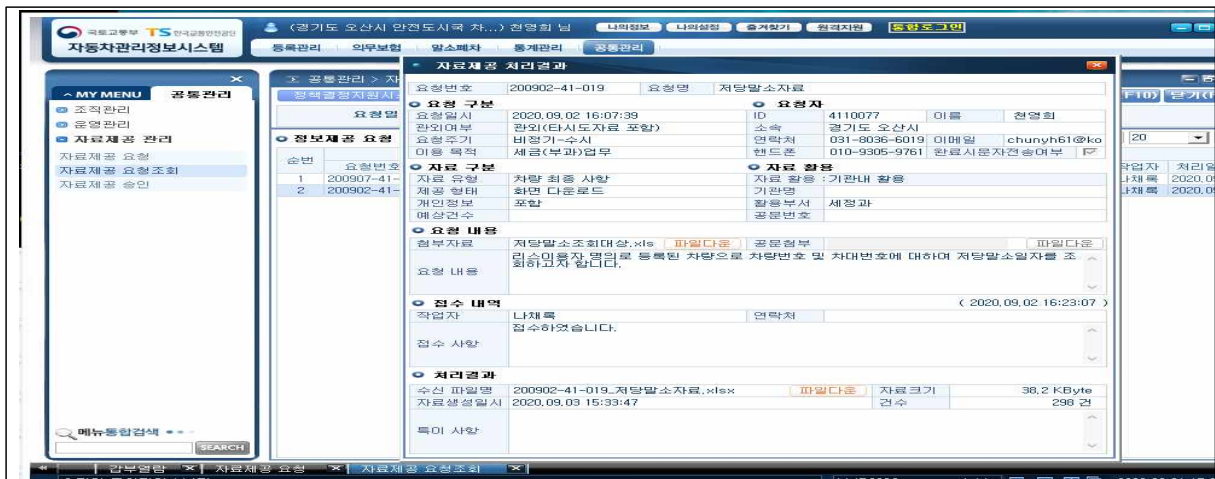 국토교통부 TS 한국교통안전공단
자동차관리정보시스템
(경기도 오산시 안전도시국 차...) 천영희 님 나의정보 나의설정 즐겨찾기 원격지원 통합로그인
등록관리 의무보험 말소폐차 통계관리 공통관리
MY MENU 공통관리
조직관리
운영관리
자료제공 관리
자료제공 요청
자료제공 요청조회
자료제공 승인
메뉴통합검색
SEARCH
공통관리 > 자
정책결정지원시
요청일
정보제공 요청
순번 요청번호
1 200907-41-
2 200902-41-
자료제공 처리결과
요청번호 200902-41-019 요청명 저당말소자료
요청 구분 요청자
요청일시 2020.09.02 16:07:39 ID 4110077 이름 천영희
관외여부 관외(타시도자료 포함) 소속 경기도 오산시
요청주기 비정기-수시 연락처 031-8036-6019 이메일 chunyh61@ko
이용 목적 세금(부과)업무 핸드폰 010-9305-9761 완료시문자전송여부
자료 구분 자료 활용
자료 유형 차량 최종 사항 자료 활용 : 기관내 활용
제공 형태 화면 다운로드 기관명
개인정보 포함 활용부서 세정과
예상건수 공문번호
요청 내용
첨부자료 저당말소조회대상.xls 파일다운 공문첨부 파일다운
요청 내용 리스이용자 명의로 등록된 차량으로 차량번호 및 차대번호에 대하여 저당말소일자를 조
회하고자 합니다.
접수 내역 ( 2020.09.02 16:23:07 )
작업자 나채록 연락처
접수 사항 접수하였습니다.
처리결과
수신 파일명 200902-41-019_저당말소자료.xlsx 파일다운 자료크기 38.2 KByte
자료생성일시 2020.09.03 15:33:47 건수 298 건
특이 사항
F10) 닫기(F
20
작업자 처리일
나채록 2020.0
나채록 2020.0
갑부열람 자료제공 요청 자료제공 요청조회